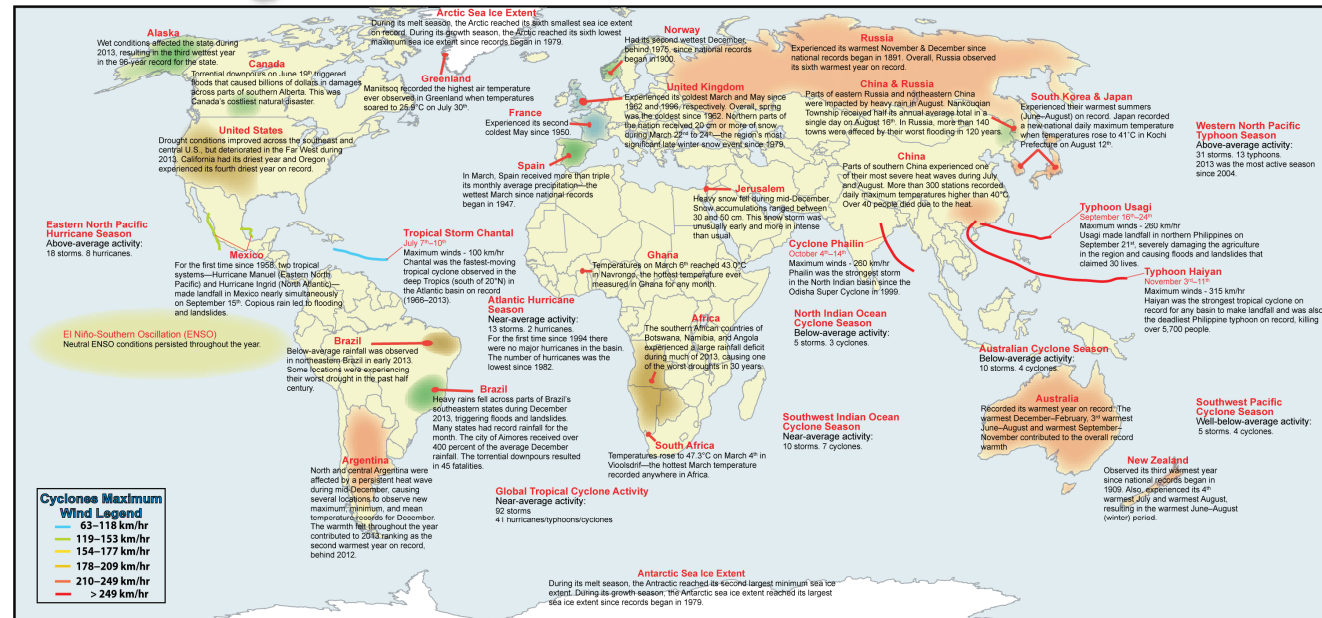 Arctic Sea Ice Extent
During its melt season, the Arctic reached its sixth smallest sea ice extent
on record. During its growth season, the Arctic reached its sixth lowest
maximum sea ice extent since records began in 1979.
Alaska
Wet conditions affected the state during
2013, resulting in the third wettest year
in the 96-year record for the state.
Canada
Torrential downpours on June 19th triggered
floods that caused billions of dollars in damages
across parts of southern Alberta. This was
Canada's costliest natural disaster.
United States
Drought conditions improved across the southeast and
central U.S., but deteriorated in the Far West during
2013. California had its driest year and Oregon
experienced its fourth driest year on record.
Greenland
Maniitsoq recorded the highest air temperature
ever observed in Greenland when temperatures
soared to 25.9°C on July 30th.
Norway
Had its second wettest December,
behind 1975, since national records
began in1900.
United Kingdom
Experienced its coldest March and May since
1962 and 1996, respectively. Overall, spring
was the coldest since 1962. Northern parts of
the nation received 20 cm or more of snow,
during March 22nd to 24th—the region's most
significant late winter snow event since 1979.
France
Experienced its second
coldest May since 1950.
Spain
In March, Spain received more than triple
its monthly average precipitation—the
wettest March since national records
began in 1947.
Russia
Experienced its warmest November & December since
national records began in 1891. Overall, Russia observed
its sixth warmest year on record.
China & Russia
Parts of eastern Russia and northeastern China
were impacted by heavy rain in August. Nankouqian
Township received half its annual average total in a
single day on August 16th. In Russia, more than 140
towns were affeced by their worst flooding in 120 years.
South Korea & Japan
Experienced their warmest summers
(June–August) on record. Japan recorded
a new national daily maximum temperature
when temperatures rose to 41°C in Kochi
Prefecture on August 12th.
Western North Pacific
Typhoon Season
Above-average activity:
31 storms. 13 typhoons.
2013 was the most active season
since 2004.
China
Parts of southern China experienced one
of their most severe heat waves during July
and August. More than 300 stations recorded
daily maximum temperatures higher than 40°C.
Over 40 people died due to the heat.
Jerusalem
Heavy snow fell during mid-December.
Snow accumulations ranged between
30 and 50 cm. This snow storm was
unusually early and more in intense
than usual.
Eastern North Pacific
Hurricane Season
Above-average activity:
18 storms. 8 hurricanes.
Mexico
For the first time since 1958, two tropical
systems—Hurricane Manuel (Eastern North
Pacific) and Hurricane Ingrid (North Atlantic)—
made landfall in Mexico nearly simultaneously
on September 15th. Copious rain led to flooding
and landslides.
Tropical Storm Chantal
July 7th–10th
Maximum winds - 100 km/hr
Chantal was the fastest-moving
tropical cyclone observed in the
deep Tropics (south of 20°N) in
the Atlantic basin on record
(1966–2013).
Atlantic Hurricane
Season
Near-average activity:
13 storms. 2 hurricanes.
For the first time since 1994 there
were no major hurricanes in the basin.
The number of hurricanes was the
lowest since 1982.
Ghana
Temperatures on March 6th reached 43.0°C
in Navrongo, the hottest temperature ever
measured in Ghana for any month.
Africa
The southern African countries of
Botswana, Namibia, and Angola
experienced a large rainfall deficit
during much of 2013, causing one
of the worst droughts in 30 years.
Cyclone Phailin
October 4th–14th
Maximum winds - 260 km/hr
Phailin was the strongest storm
in the North Indian basin since the
Odisha Super Cyclone in 1999.
North Indian Ocean
Cyclone Season
Below-average activity:
5 storms. 3 cyclones.
Typhoon Usagi
September 16th–24th
Maximum winds - 260 km/hr
Usagi made landfall in northern Philippines on
September 21st, severely damaging the agriculture
in the region and causing floods and landslides that
claimed 30 lives.
Typhoon Haiyan
November 3rd–11th
Maximum winds - 315 km/hr
Haiyan was the strongest tropical cyclone on
record for any basin to make landfall and was also
the deadliest Philippine typhoon on record, killing
over 5,700 people.
El Niño-Southern Oscillation (ENSO)
Neutral ENSO conditions persisted throughout the year.
Brazil
Below-average rainfall was observed
in northeastern Brazil in early 2013.
Some locations were experiencing
their worst drought in the past half
century.
Brazil
Heavy rains fell across parts of Brazil's
southeastern states during December
2013, triggering floods and landslides.
Many states had record rainfall for the
month. The city of Aimores received over
400 percent of the average December
rainfall. The torrential downpours resulted
in 45 fatalities.
Argentina
North and central Argentina were
affected by a persistent heat wave
during mid-December, causing
several locations to observe new
maximum, minimum, and mean
temperature records for December.
The warmth felt throughout the year
contributed to 2013 ranking as the
second warmest year on record,
behind 2012.
South Africa
Temperatures rose to 47.3°C on March 4th in
Vioolsdrif—the hottest March temperature
recorded anywhere in Africa.
Southwest Indian Ocean
Cyclone Season
Near-average activity:
10 storms. 7 cyclones.
Australian Cyclone Season
Below-average activity:
10 storms. 4 cyclones.
Australia
Recorded its warmest year on record. The
warmest December–February, 3rd warmest
June–August and warmest September–
November contributed to the overall record
warmth
Southwest Pacific
Cyclone Season
Well-below-average activity:
5 storms. 4 cyclones.
New Zealand
Observed its third warmest year
since national records began in
1909. Also, experienced its 4th
warmest July and warmest August,
resulting in the warmest June–August
(winter) period.
Global Tropical Cyclone Activity
Near-average activity:
92 storms
41 hurricanes/typhoons/cyclones
Cyclones Maximum
Wind Legend
63–118 km/hr
119–153 km/hr
154–177 km/hr
178–209 km/hr
210–249 km/hr
> 249 km/hr
Antarctic Sea Ice Extent
During its melt season, the Antractic reached its second largest minimum sea ice
extent. During its growth season, the Antarctic sea ice extent reached its largest
sea ice extent since records began in 1979.